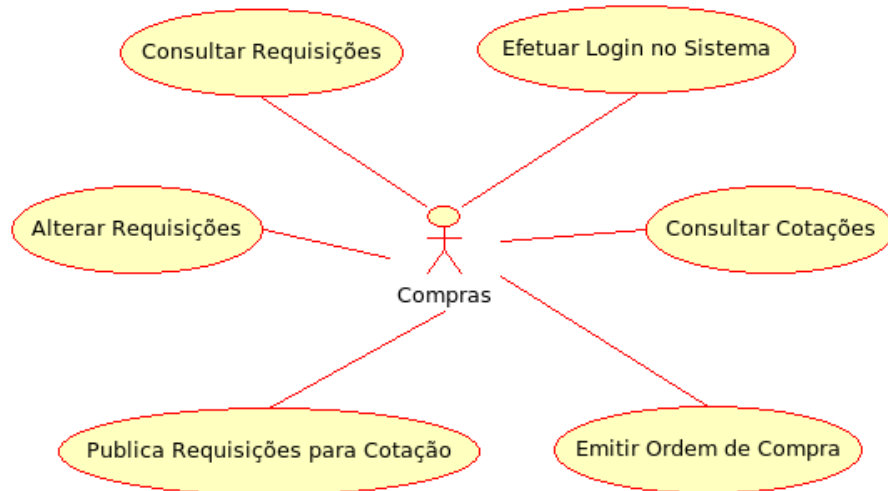 Consultar Requisições
Efetuar Login no Sistema
Alterar Requisições
Consultar Cotações
Compras
Publica Requisições para Cotação
Emitir Ordem de Compra